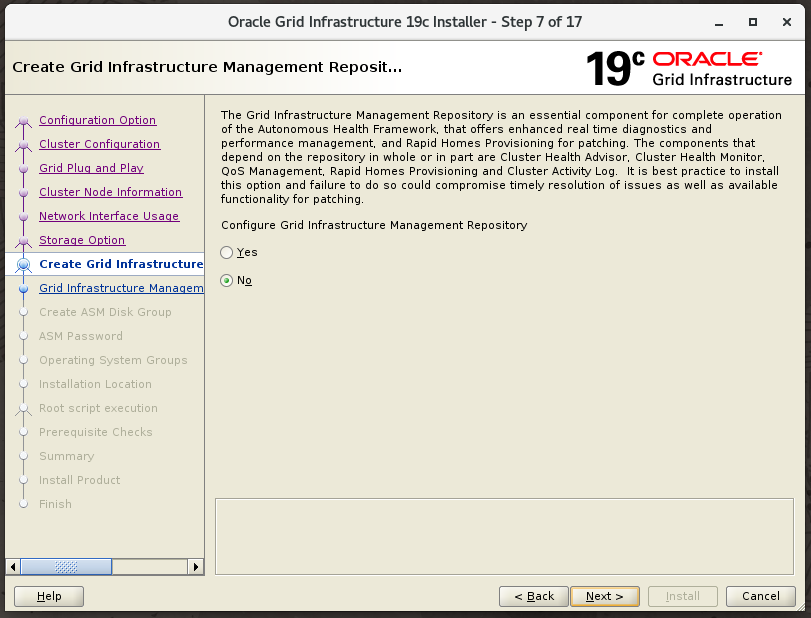 Oracle Grid Infrastructure 19c Installer - Step 7 of 17
Create Grid Infrastructure Management Reposit...
19c ORACLE
Grid Infrastructure
Configuration Option
Cluster Configuration
Grid Plug and Play
Cluster Node Information
Network Interface Usage
Storage Option
Create Grid Infrastructure
Grid Infrastructure Managem
Create ASM Disk Group
ASM Password
Operating System Groups
Installation Location
Root script execution
Prerequisite Checks
Summary
Install Product
Finish
The Grid Infrastructure Management Repository is an essential component for complete operation
of the Autonomous Health Framework, that offers enhanced real time diagnostics and
performance management, and Rapid Homes Provisioning for patching. The components that
depend on the repository in whole or in part are Cluster Health Advisor, Cluster Health Monitor,
QoS Management, Rapid Homes Provisioning and Cluster Activity Log.  It is best practice to install
this option and failure to do so could compromise timely resolution of issues as well as available
functionality for patching.
Configure Grid Infrastructure Management Repository
Yes
No
Help
< Back
Next >
Install
Cancel